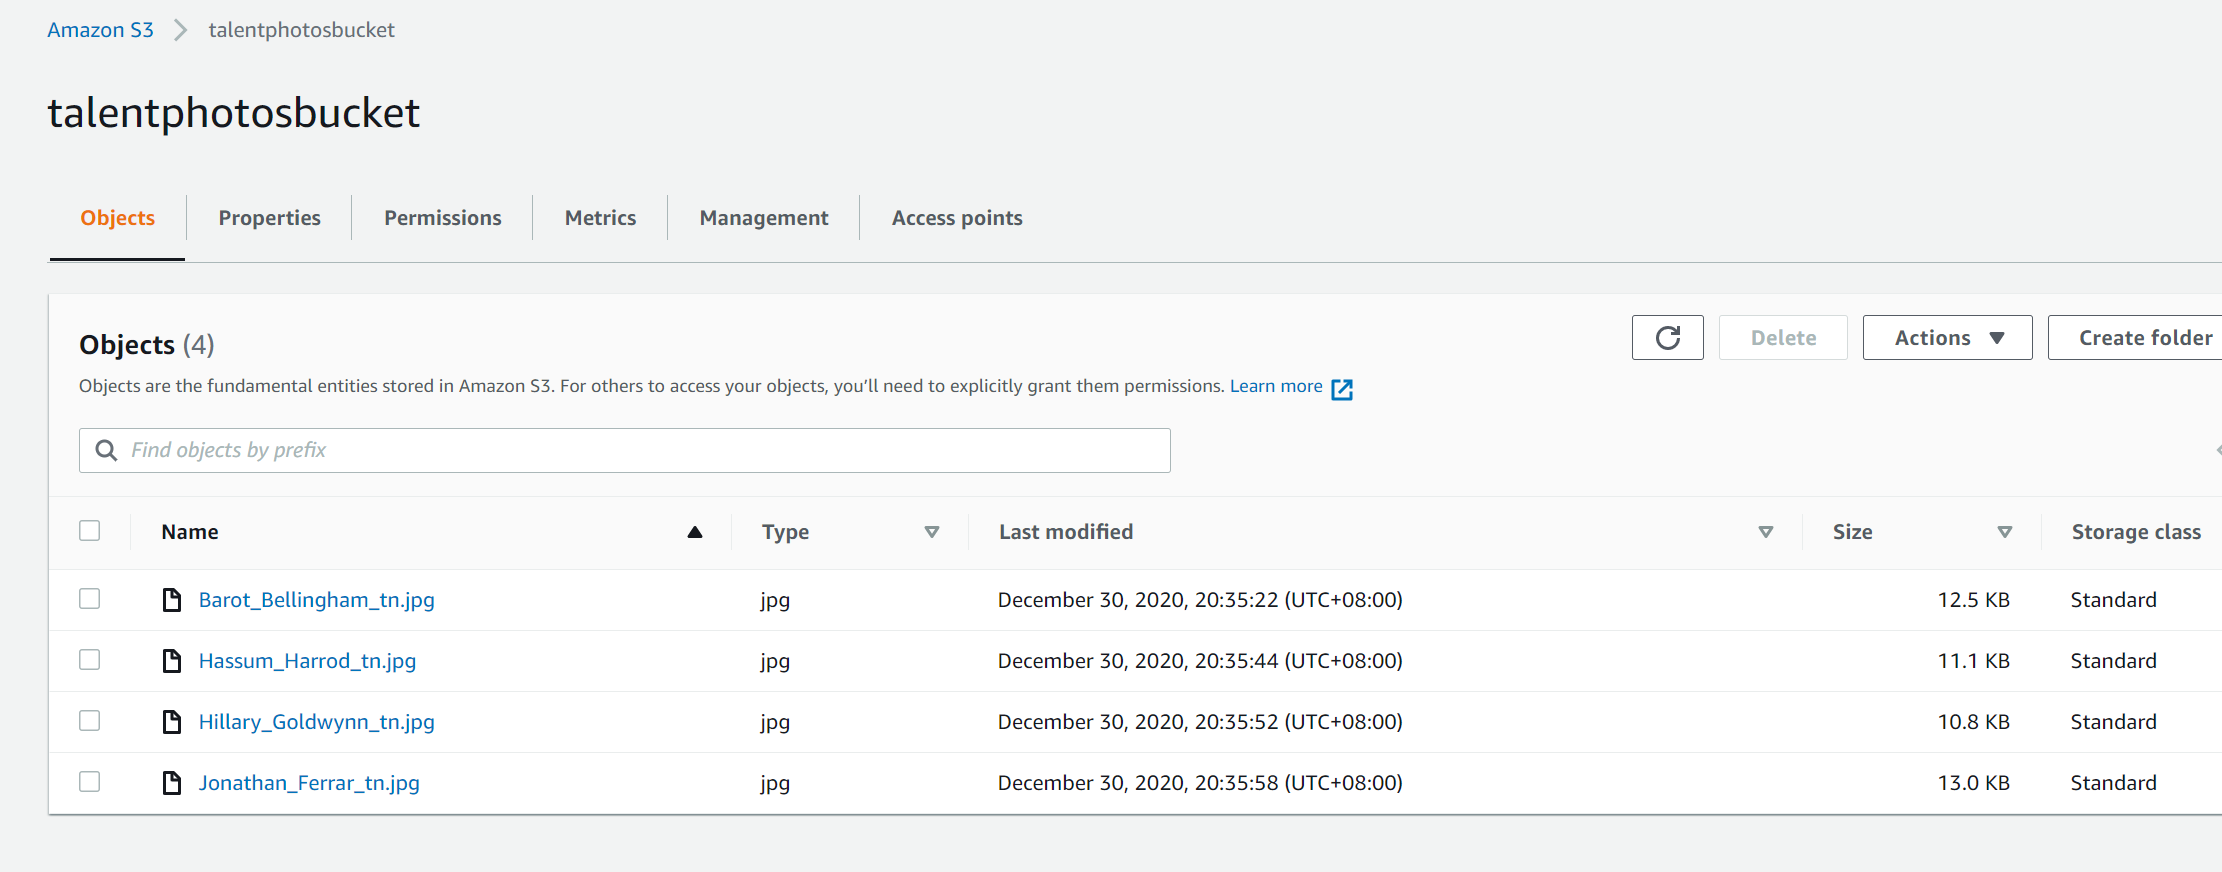 Amazon S3 talentphotosbucket
talentphotosbucket
Objects Properties Permissions Metrics Management Access points
Objects (4)
Delete Actions Create folder
Objects are the fundamental entities stored in Amazon S3. For others to access your objects, you’ll need to explicitly grant them permissions. Learn more
Find objects by prefix
Name Type Last modified Size Storage class
Barot_Bellingham_tn.jpg jpg December 30, 2020, 20:35:22 (UTC+08:00) 12.5 KB Standard
Hassum_Harrod_tn.jpg jpg December 30, 2020, 20:35:44 (UTC+08:00) 11.1 KB Standard
Hillary_Goldwynn_tn.jpg jpg December 30, 2020, 20:35:52 (UTC+08:00) 10.8 KB Standard
Jonathan_Ferrar_tn.jpg jpg December 30, 2020, 20:35:58 (UTC+08:00) 13.0 KB Standard